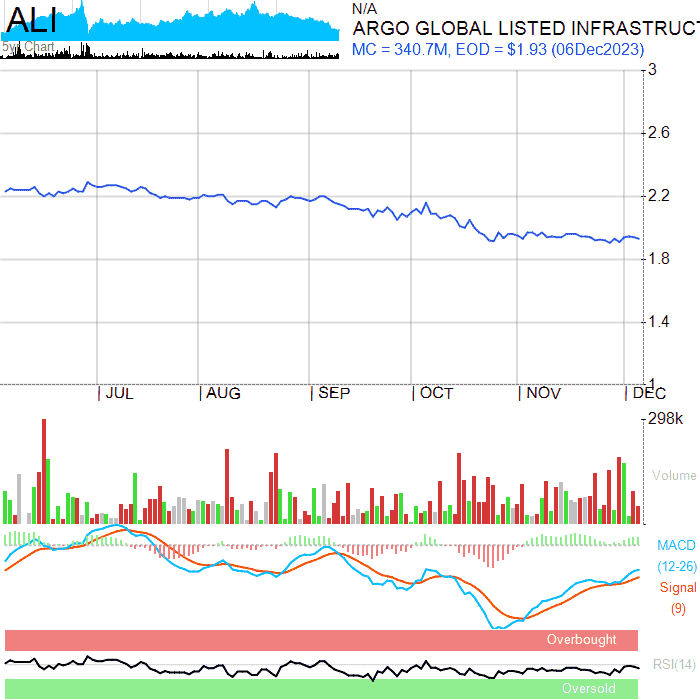 ALI
5yr Chart
N/A
ARGO GLOBAL LISTED INFRASTRUCT
MC = 340.7M, EOD = $1.93 (06Dec2023)
3
2.6
2.2
1.8
1.4
1
JUL AUG SEP OCT NOV DEC
298k
Volume
MACD
(12-26)
Signal
(9)
Overbought
RSI(14)
Oversold